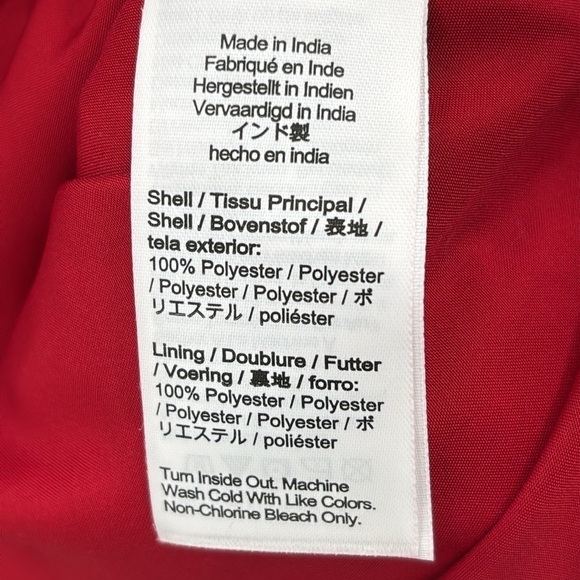 Made in India
Fabriqué en Inde
Hergestellt in Indien
Vervaardigd in India
インド製
hecho en india
Shell / Tissu Principal /
Shell / Bovenstof / 表地 /
tela exterior:
100% Polyester / Polyester
/ Polyester / Polyester / ポ
リエステル / poliéster
Lining / Doublure / Futter
/ Voering / 裏地 / forro:
100% Polyester / Polyester
/ Polyester / Polyester / ポ
リエステル / poliéster
Turn Inside Out. Machine
Wash Cold With Like Colors.
Non-Chlorine Bleach Only.